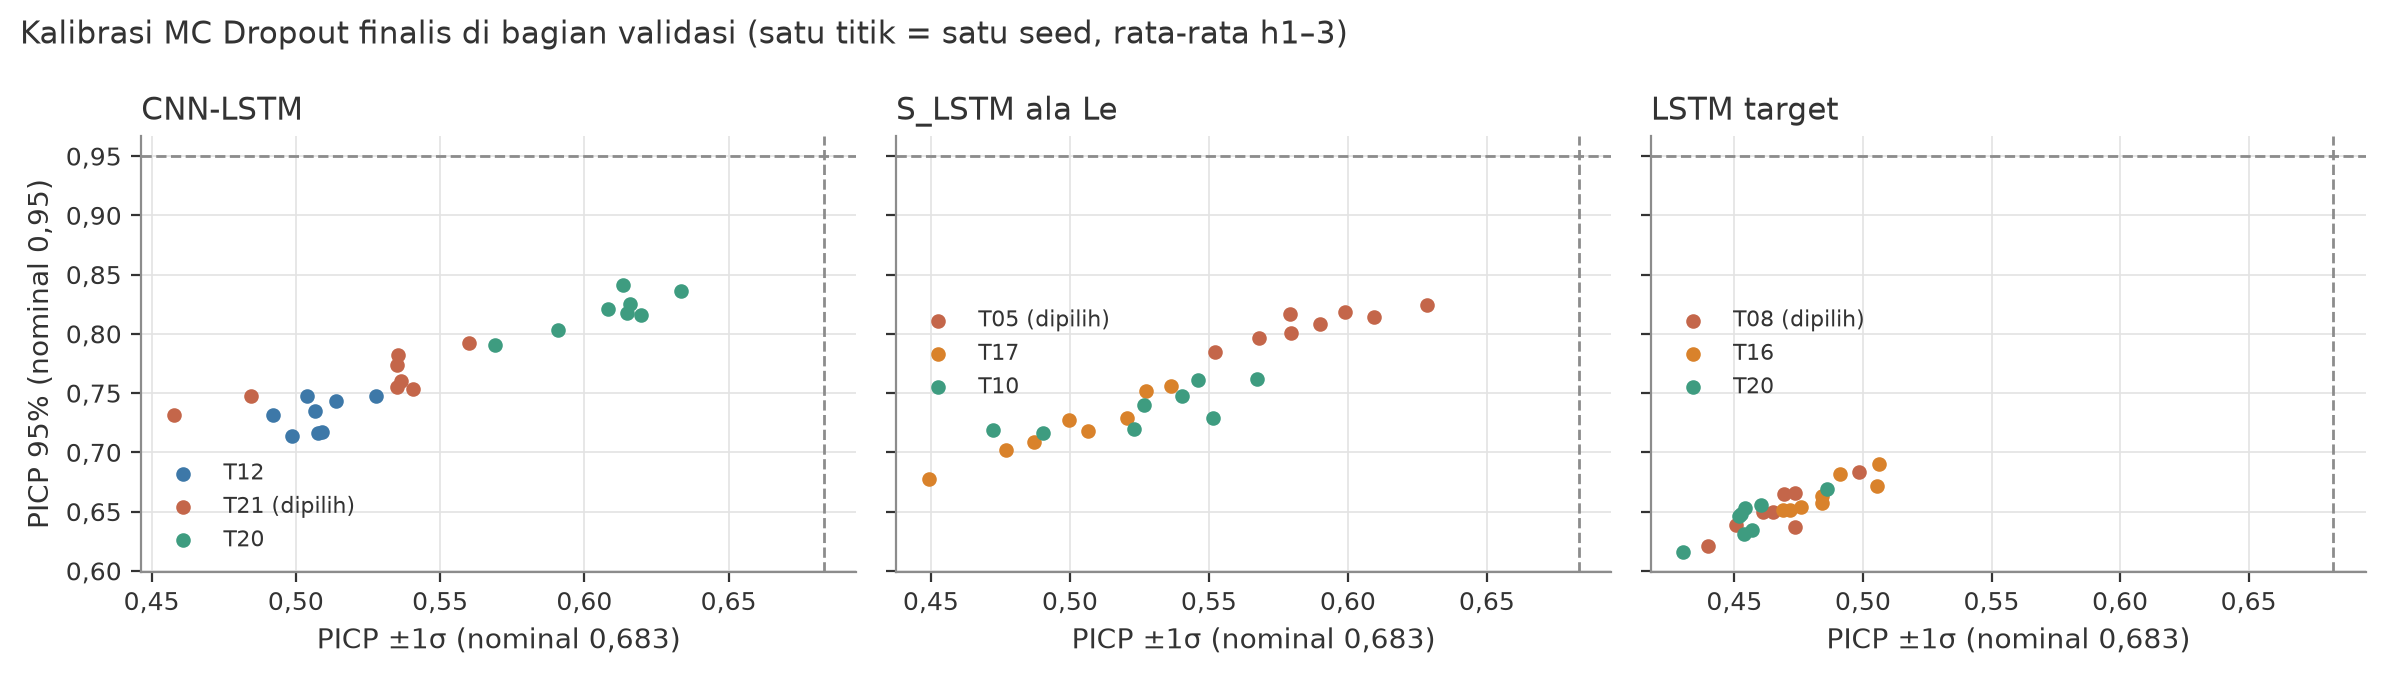 Kalibrasi MC Dropout finalis di bagian validasi (satu titik = satu seed, rata-rata h1–3)
CNN-LSTM
PICP 95% (nominal 0,95)
0,95
0,90
0,85
0,80
0,75
0,70
0,65
0,60
T12
T21 (dipilih)
T20
0,45 0,50 0,55 0,60 0,65
PICP ±1σ (nominal 0,683)
S_LSTM ala Le
T05 (dipilih)
T17
T10
0,45 0,50 0,55 0,60 0,65
PICP ±1σ (nominal 0,683)
LSTM target
T08 (dipilih)
T16
T20
0,45 0,50 0,55 0,60 0,65
PICP ±1σ (nominal 0,683)